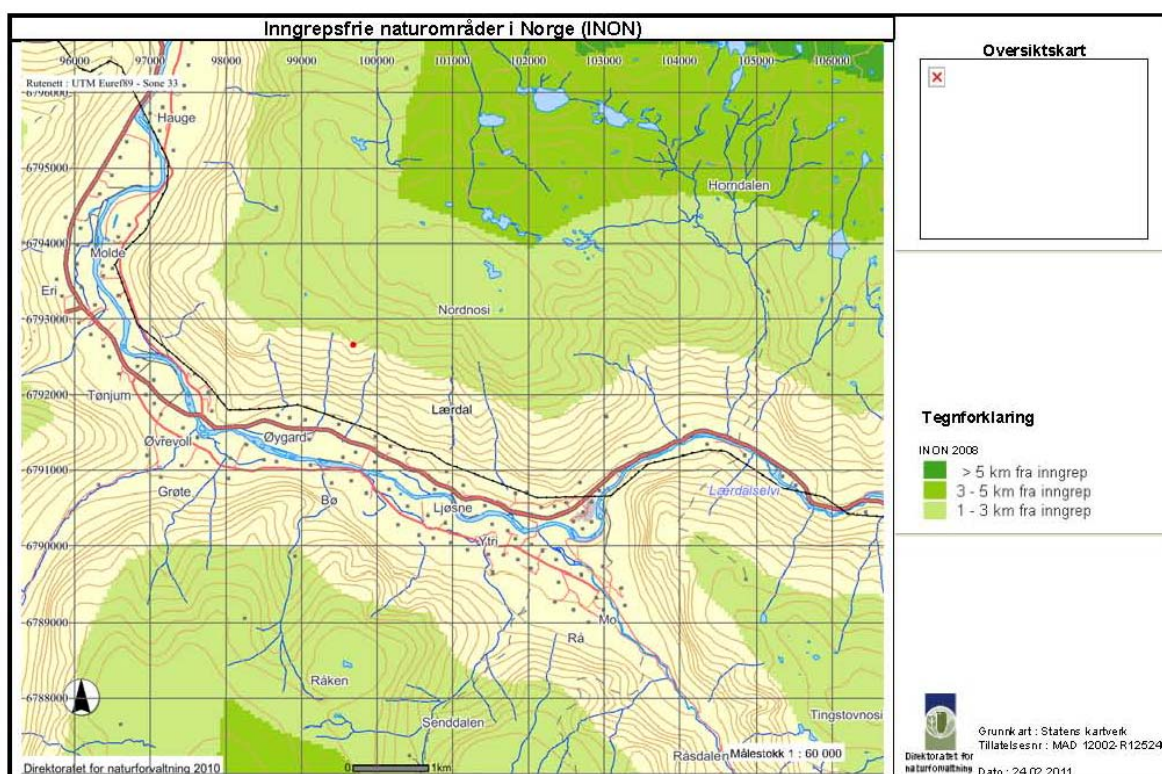 Inngrepsfrie naturområder i Norge (INON)
96000 97000 98000 99000 100000 101000 102000 103000 104000 105000 106000
Rutenett : UTM Euref89 - Sone 33
6796000
Hauge
6795000
Horndalen
6794000
Molde
Eri
Nordnosi
6793000
6792000
Tønjum
Lærdal
Øvrevoll
Øygard
6791000
Grøte
Bø
Ljøsne
Lærdalselvi
6790000
Ytri
6789000
Mo
Rå
Råken
6788000
Senddalen
Tingstovnosi
Råsdalen
Målestokk 1 : 60 000
Direktoratet for naturforvaltning 2010
0 1km
Oversiktskart
Tegnforklaring
INON 2008
> 5 km fra inngrep
3 - 5 km fra inngrep
1 - 3 km fra inngrep
Direktoratet for
naturforvaltning
Grunnkart : Statens kartverk
Tillatelsesnr : MAD 12002-R12524
Dato : 24.02.2011